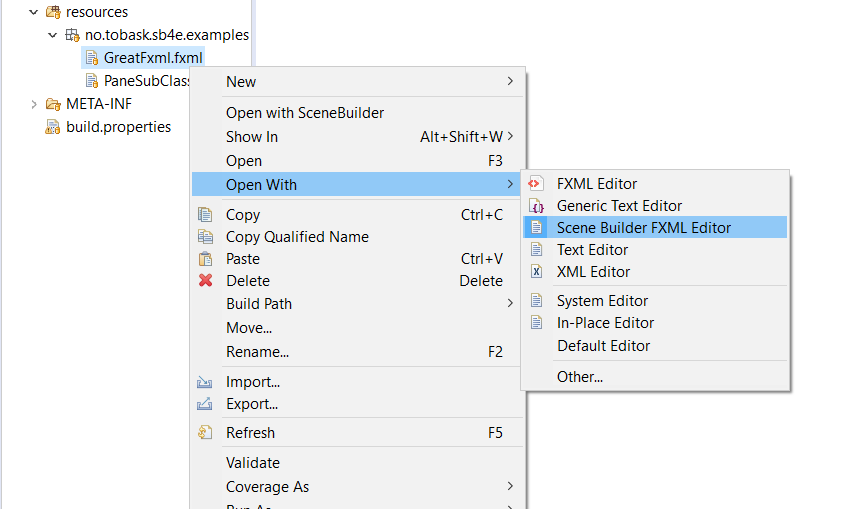 resources
no.tobask.sb4e.examples
GreatFxml.fxml
PaneSubClas
META-INF
build.properties
New
Open with SceneBuilder
Show In Alt+Shift+W
Open F3
Open With
Copy Ctrl+C
Copy Qualified Name
Paste Ctrl+V
Delete Delete
Build Path
Move...
Rename... F2
Import...
Export...
Refresh F5
Validate
Coverage As
Run As
FXML Editor
Generic Text Editor
Scene Builder FXML Editor
Text Editor
XML Editor
System Editor
In-Place Editor
Default Editor
Other...